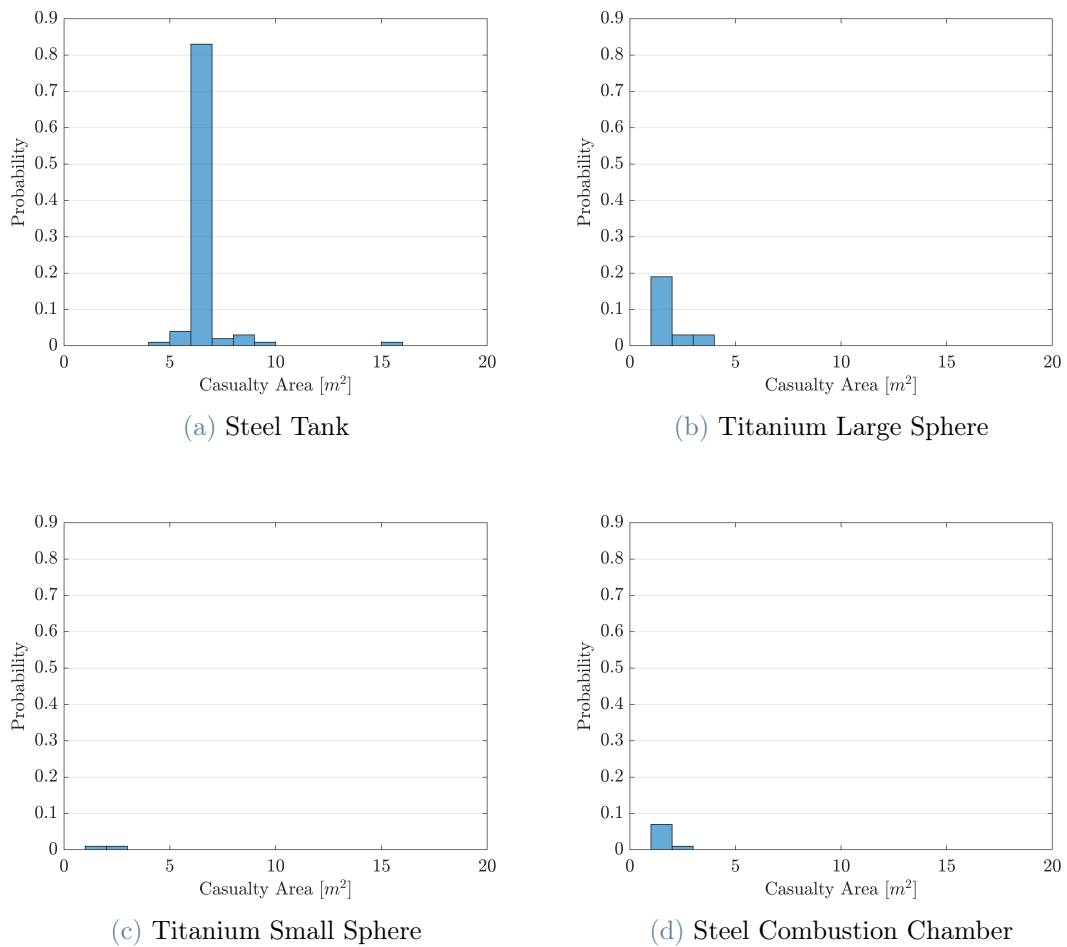 0.9
0.8
0.7
0.6
0.5
0.4
0.3
0.2
0.1
0
Probability
0 5 10 15 20
Casualty Area [m²]
(a) Steel Tank
0.9
0.8
0.7
0.6
0.5
0.4
0.3
0.2
0.1
0
Probability
0 5 10 15 20
Casualty Area [m²]
(b) Titanium Large Sphere
0.9
0.8
0.7
0.6
0.5
0.4
0.3
0.2
0.1
0
Probability
0 5 10 15 20
Casualty Area [m²]
(c) Titanium Small Sphere
0.9
0.8
0.7
0.6
0.5
0.4
0.3
0.2
0.1
0
Probability
0 5 10 15 20
Casualty Area [m²]
(d) Steel Combustion Chamber